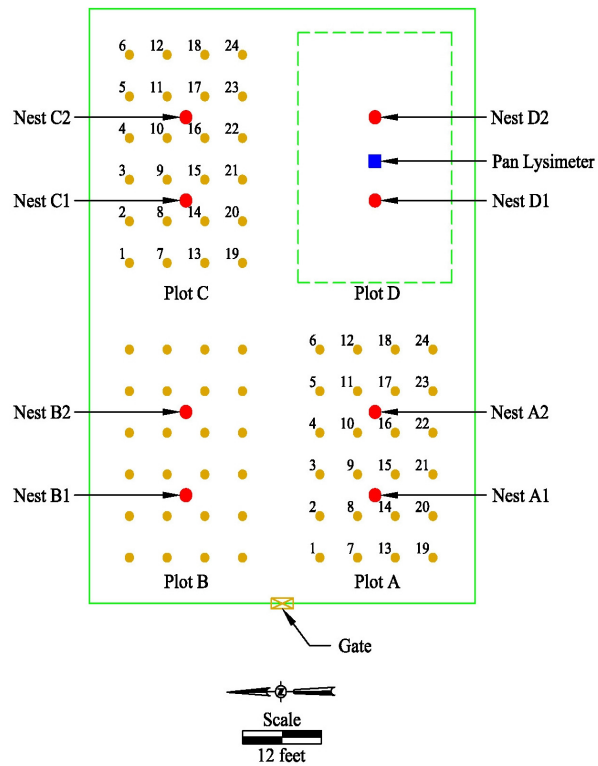 6 12 18 24
5 11 17 23
Nest C2
Nest D2
4 10 16 22
Pan Lysimeter
3 9 15 21
Nest C1
Nest D1
2 8 14 20
1 7 13 19
Plot C
Plot D
6 12 18 24
5 11 17 23
Nest B2
Nest A2
4 10 16 22
3 9 15 21
Nest B1
Nest A1
2 8 14 20
1 7 13 19
Plot B
Plot A
Gate
N
Scale
12 feet